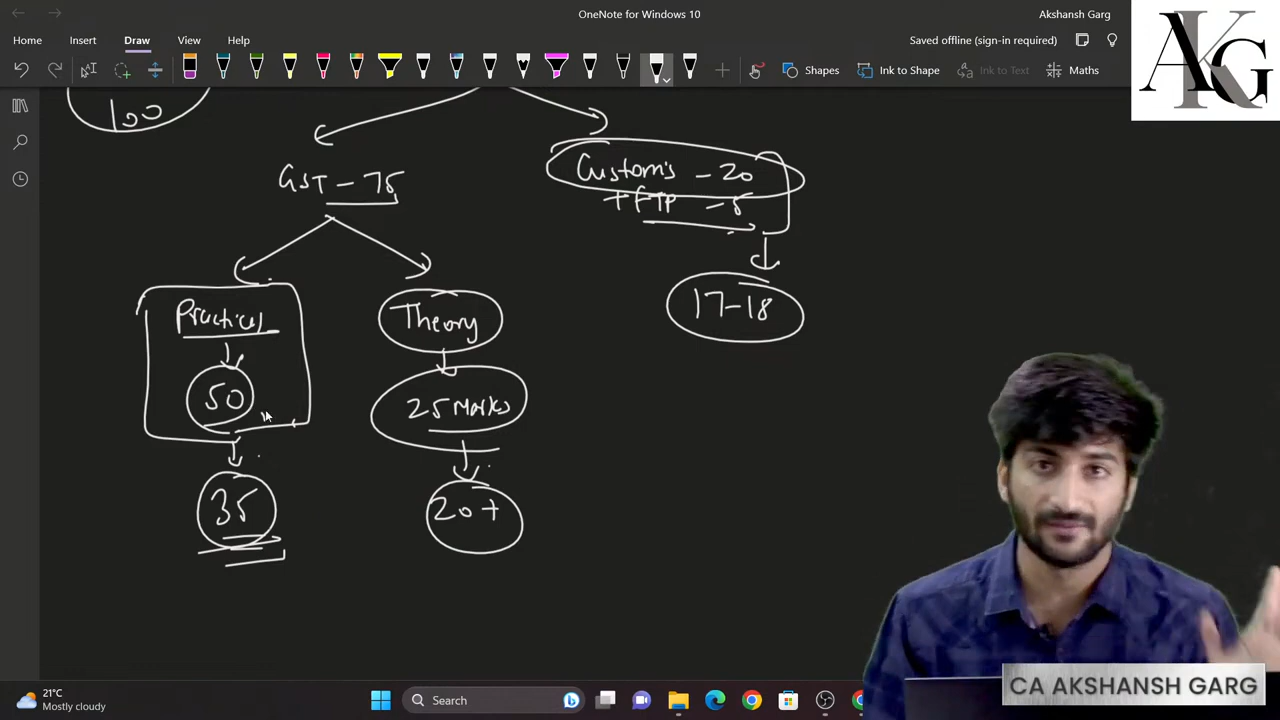 OneNote for Windows 10
Akshansh Garg
Home Insert Draw View Help
Saved offline (sign-in required)
Shapes
Ink to Shape
Ink to Text
Maths
AKG
100
GST - 75
Customs - 20
+ FTP - 5
17-18
Practical
Theory
50
25 Marks
35
20 +
CA AKSHANSH GARG
21°C
Mostly cloudy
Search